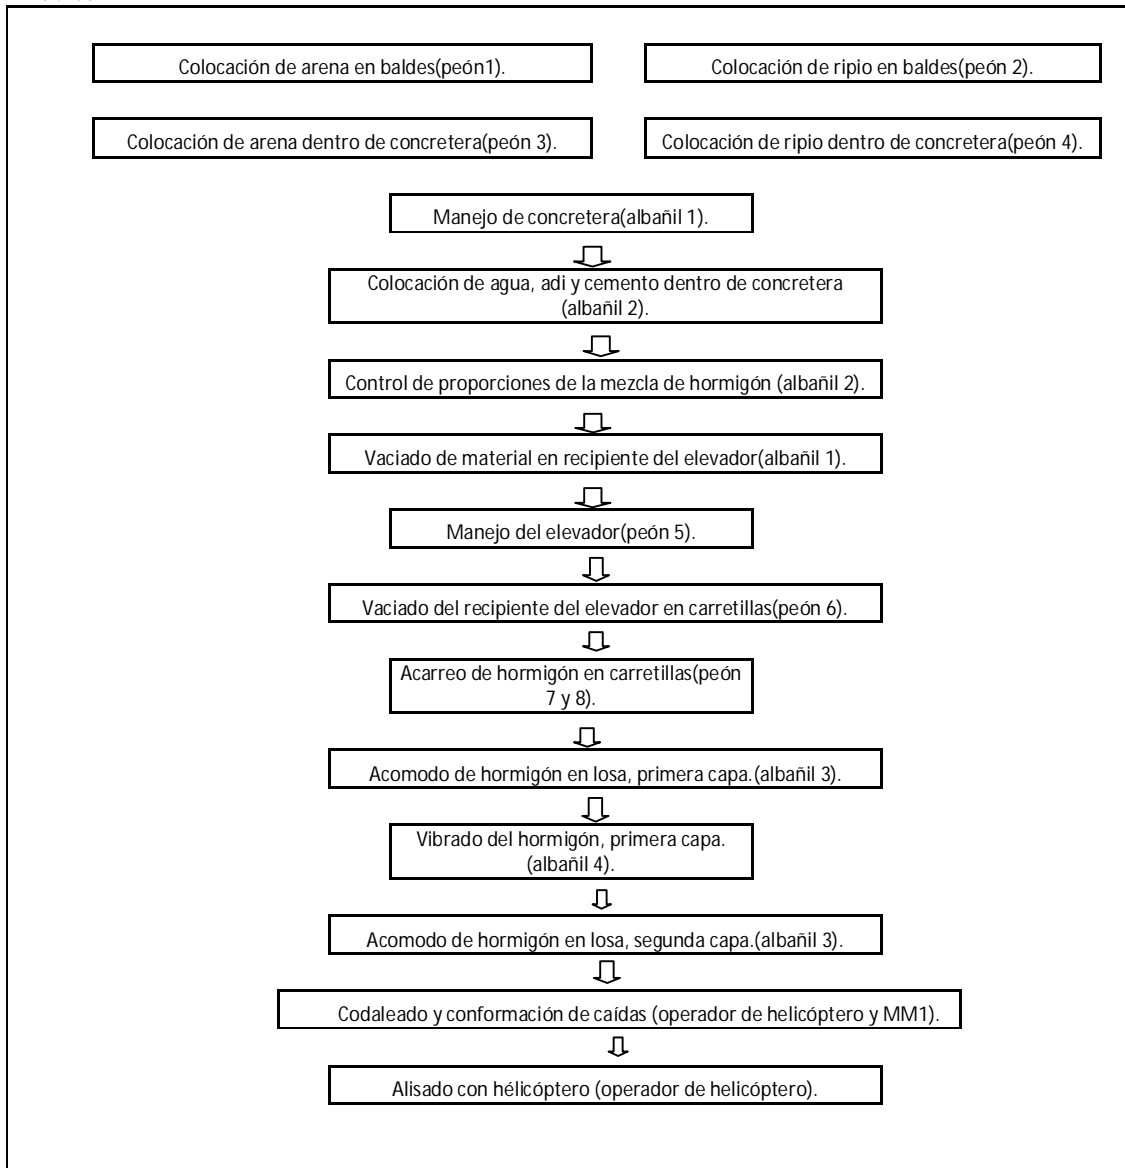 Colocación de arena en baldes(peón1).
Colocación de ripio en baldes(peón 2).
Colocación de arena dentro de concretera(peón 3).
Colocación de ripio dentro de concretera(peón 4).
Manejo de concretera(albañil 1).
Colocación de agua, adi y cemento dentro de concretera
(albañil 2).
Control de proporciones de la mezcla de hormigón (albañil 2).
Vaciado de material en recipiente del elevador(albañil 1).
Manejo del elevador(peón 5).
Vaciado del recipiente del elevador en carretillas(peón 6).
Acarreo de hormigón en carretillas(peón
7 y 8).
Acomodo de hormigón en losa, primera capa.(albañil 3).
Vibrado del hormigón, primera capa.
(albañil 4).
Acomodo de hormigón en losa, segunda capa.(albañil 3).
Codaleado y conformación de caídas (operador de helicóptero y MM1).
Alisado con hélicóptero (operador de helicóptero).